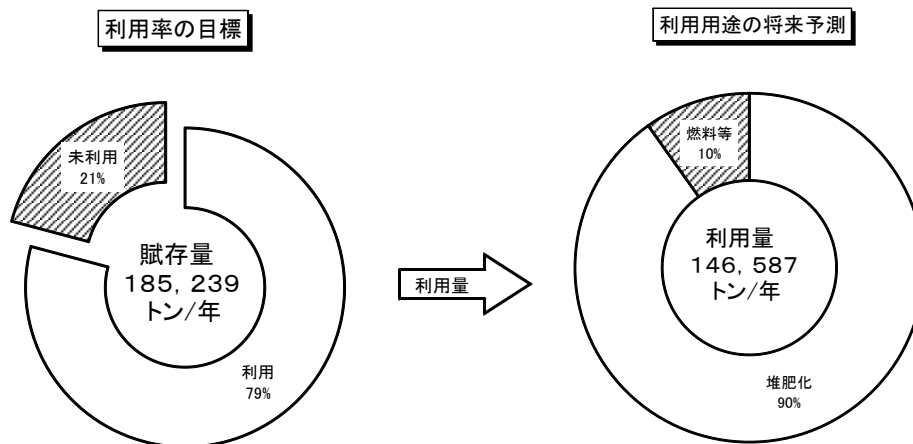 利用率の目標
利用用途の将来予測
未利用
21%
賦存量
185,239
トン/年
利用
79%
利用量
燃料等
10%
利用量
146,587
トン/年
堆肥化
90%